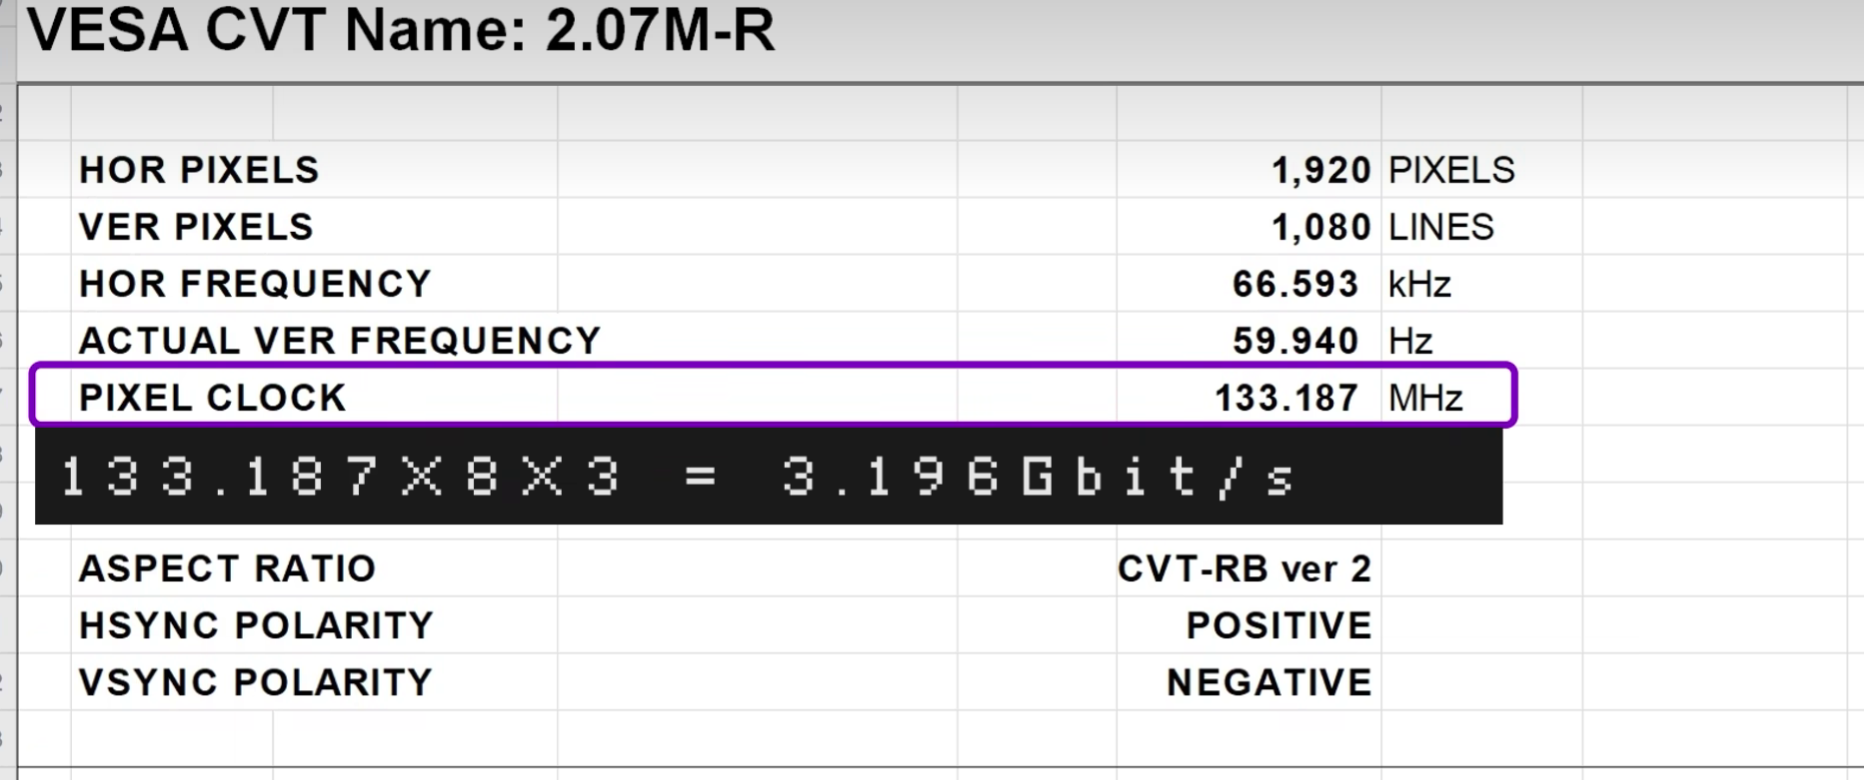 VESA CVT Name: 2.07M-R
HOR PIXELS 1,920 PIXELS
VER PIXELS 1,080 LINES
HOR FREQUENCY 66.593 kHz
ACTUAL VER FREQUENCY 59.940 Hz
PIXEL CLOCK 133.187 MHz
133.187X8X3 = 3.196Gbit/s
ASPECT RATIO CVT-RB ver 2
HSYNC POLARITY POSITIVE
VSYNC POLARITY NEGATIVE